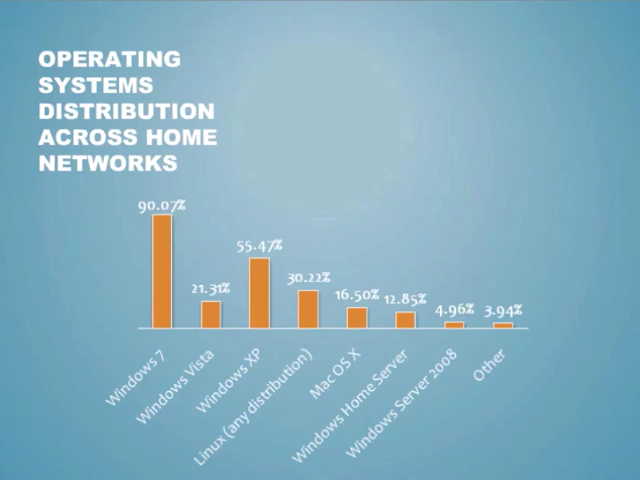 OPERATING
SYSTEMS
DISTRIBUTION
ACROSS HOME
NETWORKS
90.07%
21.31%
55.47%
30.22%
16.50%
12.85%
4.96%
3.94%
Windows 7
Windows Vista
Windows XP
Linux (any distribution)
Mac OS X
Windows Home Server
Windows Server 2008
Other